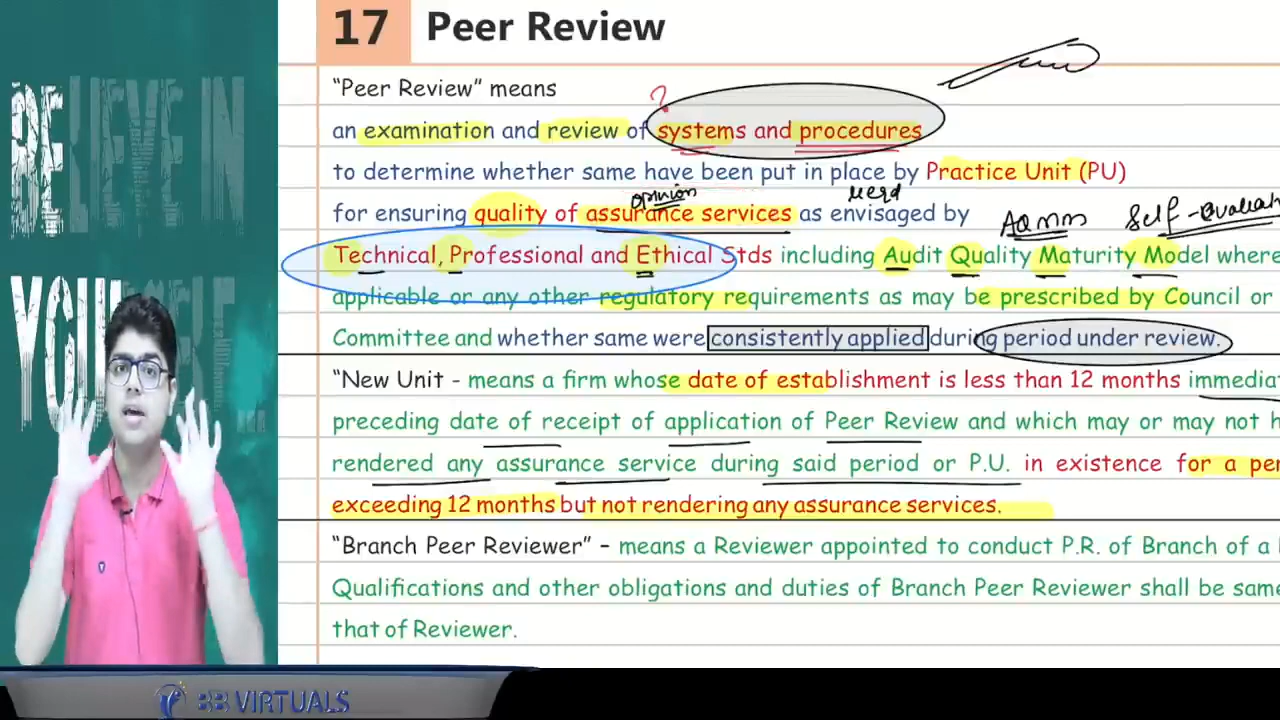 17 Peer Review
“Peer Review” means
?
an examination and review of systems and procedures
to determine whether same have been put in place by Practice Unit (PU)
opinion
for ensuring quality of assurance services as envisaged by
AQMM Self-Evaluat
Technical, Professional and Ethical Stds including Audit Quality Maturity Model where
applicable or any other regulatory requirements as may be prescribed by Council or
Committee and whether same were consistently applied during period under review.
“New Unit - means a firm whose date of establishment is less than 12 months immediat
preceding date of receipt of application of Peer Review and which may or may not h
rendered any assurance service during said period or P.U. in existence for a per
exceeding 12 months but not rendering any assurance services.
“Branch Peer Reviewer” – means a Reviewer appointed to conduct P.R. of Branch of a
Qualifications and other obligations and duties of Branch Peer Reviewer shall be same
that of Reviewer.
BELIEVE IN
YOU
BB VIRTUALS